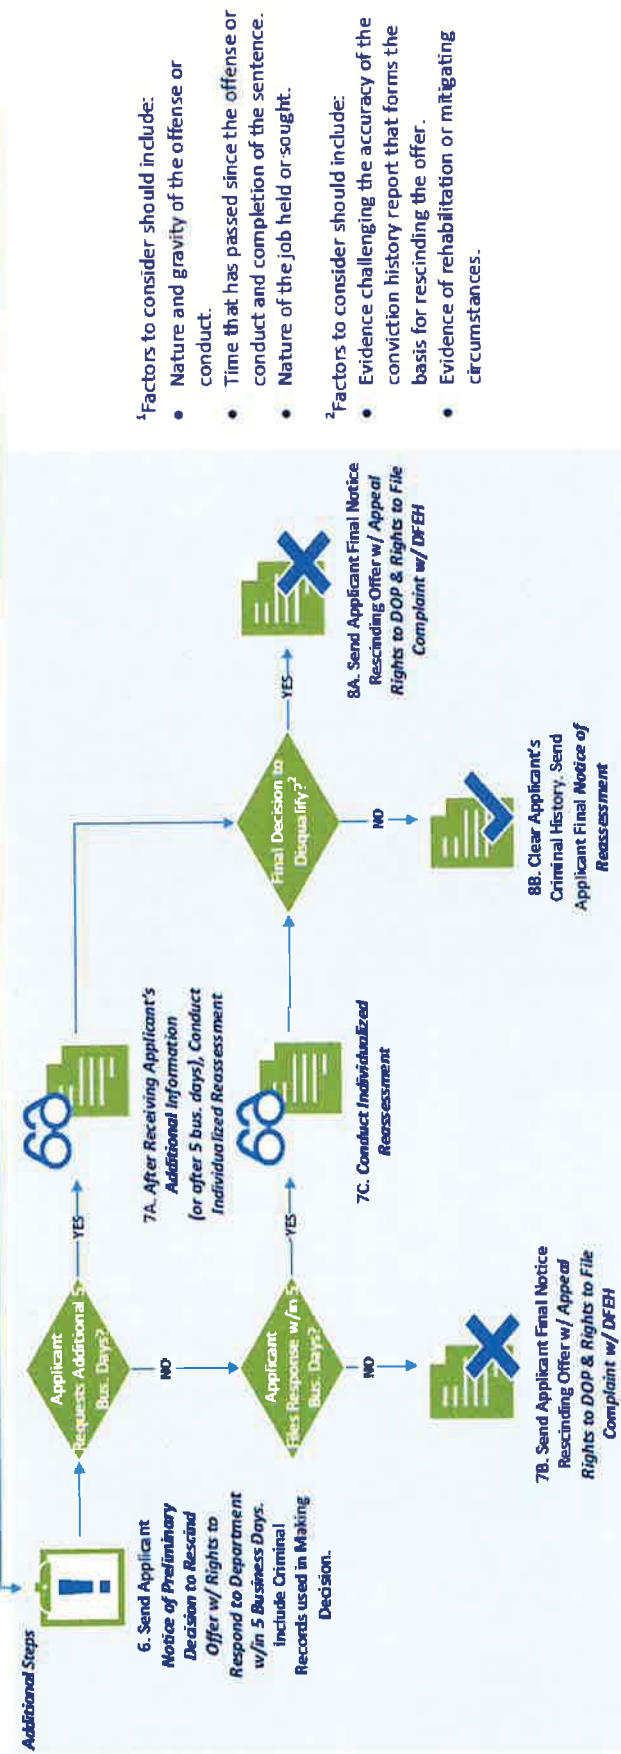 Additional Steps
6. Send Applicant
Notice of Preliminary
Decision to Rescind
Offer w/ Rights to
Respond to Department
w/in 5 Business Days.
Include Criminal
Records used in Making
Decision.
Applicant
Requests Additional 5
Bus. Days?
YES
NO
7A. After Receiving Applicant's
Additional Information
(or after 5 bus. days), Conduct
Individualized Reassessment
Applicant
Files Response w/in 5
Bus. Days?
YES
NO
7B. Send Applicant Final Notice
Rescinding Offer w/ Appeal
Rights to DOP & Rights to File
Complaint w/ DFEH
7C. Conduct Individualized
Reassessment
Final Decision to
Disqualify?²
YES
NO
8A. Send Applicant Final Notice
Rescinding Offer w/ Appeal
Rights to DOP & Rights to File
Complaint w/ DFEH
8B. Clear Applicant's
Criminal History. Send
Applicant Final Notice of
Reassessment
¹Factors to consider should include:
• Nature and gravity of the offense or
conduct.
• Time that has passed since the offense or
conduct and completion of the sentence.
• Nature of the job held or sought.
²Factors to consider should include:
• Evidence challenging the accuracy of the
conviction history report that forms the
basis for rescinding the offer.
• Evidence of rehabilitation or mitigating
circumstances.